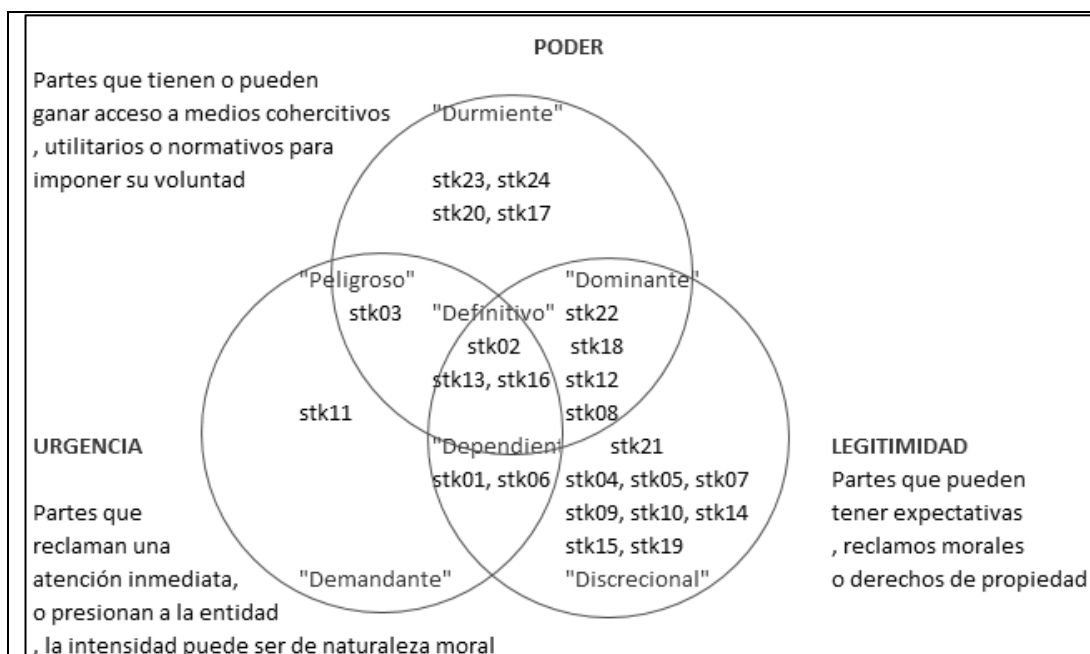 PODER
Partes que tienen o pueden
ganar acceso a medios cohercitivos
, utilitarios o normativos para
imponer su voluntad
"Durmiente"
stk23, stk24
stk20, stk17
"Peligroso"
"Dominante"
stk03
"Definitivo"
stk22
stk02
stk18
stk13, stk16
stk12
stk11
stk08
URGENCIA
"Dependient
stk21
LEGITIMIDAD
stk01, stk06
stk04, stk05, stk07
Partes que pueden
Partes que
stk09, stk10, stk14
tener expectativas
reclaman una
stk15, stk19
, reclamos morales
atención inmediata,
"Demandante"
"Discrecional"
o derechos de propiedad
o presionan a la entidad
, la intensidad puede ser de naturaleza moral